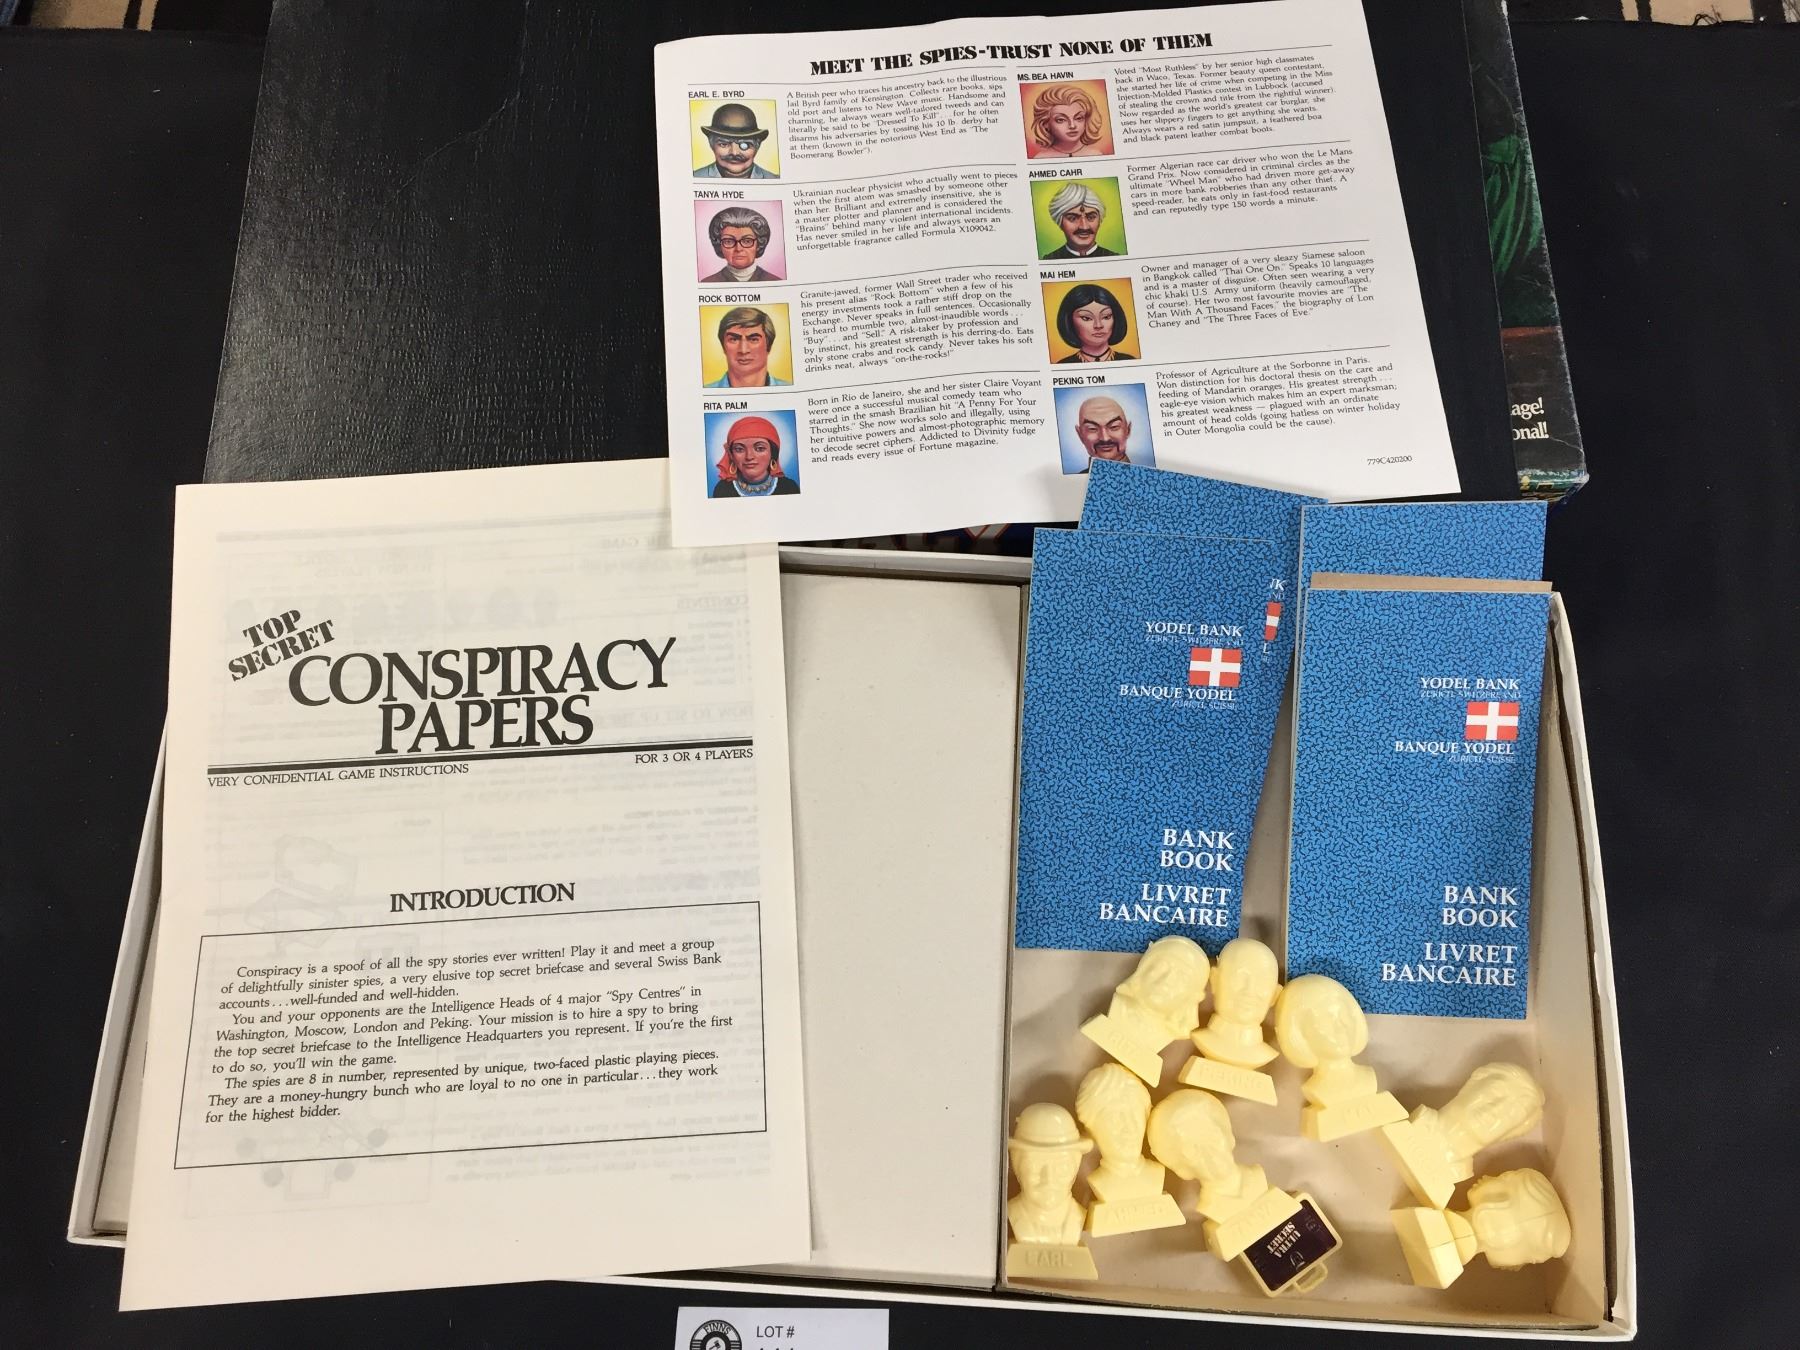 MEET THE SPIES-TRUST NONE OF THEM
EARL E. BYRD
A British peer who traces his ancestry back to the illustrious
Jail Byrd family of Kensington. Collects rare books, sips
old port and listens to New Wave music. Handsome and
charming, he always wears well-tailored tweeds and can
literally be said to be "Dressed To Kill"... for he often
disarms his adversaries by tossing his 10 lb. derby hat
at them (known in the notorious West End as "The
Boomerang Bowler").
TANYA HYDE
Ukrainian nuclear physicist who actually went to pieces
when the first atom was smashed by someone other
than her. Brilliant and extremely insensitive, she is
a master plotter and planner and is considered the
"Brains" behind many violent international incidents.
Has never smiled in her life and always wears an
unforgettable fragrance called Formula X109042.
ROCK BOTTOM
Granite-jawed, former Wall Street trader who received
his present alias "Rock Bottom" when a few of his
energy investments took a rather stiff drop on the
Exchange. Never speaks in full sentences. Occasionally
is heard to mumble two, almost-inaudible words...
"Buy"... and "Sell." A risk-taker by profession and
by instinct, his greatest strength is his derring-do. Eats
only stone crabs and rock candy. Never takes his soft
drinks neat, always "on-the-rocks!"
RITA PALM
Born in Rio de Janeiro, she and her sister Claire Voyant
were once a successful musical comedy team who
starred in the smash Brazilian hit "A Penny For Your
Thoughts." She now works solo and illegally, using
her intuitive powers and almost-photographic memory
to decode secret ciphers. Addicted to Divinity fudge
and reads every issue of Fortune magazine.
MS. BEA HAVIN
Voted "Most Ruthless" by her senior high classmates
back in Waco, Texas. Former beauty queen contestant,
she started her life of crime when competing in the Miss
Injection-Molded Plastics contest in Lubbock (accused
of stealing the crown and title from the rightful winner).
Now regarded as the world's greatest car burglar, she
uses her slippery fingers to get anything she wants.
Always wears a red satin jumpsuit, a feathered boa
and black patent leather combat boots.
AHMED CAHR
Former Algerian race car driver who won the Le Mans
Grand Prix. Now considered in criminal circles as the
ultimate "Wheel Man" who had driven more get-away
cars in more bank robberies than any other thief. A
speed-reader, he eats only in fast-food restaurants
and can reputedly type 150 words a minute.
MAI HEM
Owner and manager of a very sleazy Siamese saloon
in Bangkok called "Thai One On." Speaks 10 languages
and is a master of disguise. Often seen wearing a very
chic khaki U.S. Army uniform (heavily camouflaged,
of course). Her two most favourite movies are "The
Man With A Thousand Faces," the biography of Lon
Chaney and "The Three Faces of Eve."
PEKING TOM
Professor of Agriculture at the Sorbonne in Paris.
Won distinction for his doctoral thesis on the care and
feeding of Mandarin oranges. His greatest strength...
eagle-eye vision which makes him an expert marksman;
his greatest weakness — plagued with an ordinate
amount of head colds (going hatless on winter holiday
in Outer Mongolia could be the cause).
779C420200
age!
onal!
TOP
SECRET
CONSPIRACY
PAPERS
FOR 3 OR 4 PLAYERS
VERY CONFIDENTIAL GAME INSTRUCTIONS
INTRODUCTION
Conspiracy is a spoof of all the spy stories ever written! Play it and meet a group
of delightfully sinister spies, a very elusive top secret briefcase and several Swiss Bank
accounts...well-funded and well-hidden.
You and your opponents are the Intelligence Heads of 4 major "Spy Centres" in
Washington, Moscow, London and Peking. Your mission is to hire a spy to bring
the top secret briefcase to the Intelligence Headquarters you represent. If you're the first
to do so, you'll win the game.
The spies are 8 in number, represented by unique, two-faced plastic playing pieces.
They are a money-hungry bunch who are loyal to no one in particular...they work
for the highest bidder.
YODEL BANK
ZURICH, SWITZERLAND
BANQUE YODEL
ZURICH, SUISSE
BANK
BOOK
LIVRET
BANCAIRE
YODEL BANK
ZURICH, SWITZERLAND
BANQUE YODEL
ZURICH, SUISSE
BANK
BOOK
LIVRET
BANCAIRE
PEKING
MAI
AHMED
EARL
TANYA
ULTRA
SECRET
FINNS
LOT #